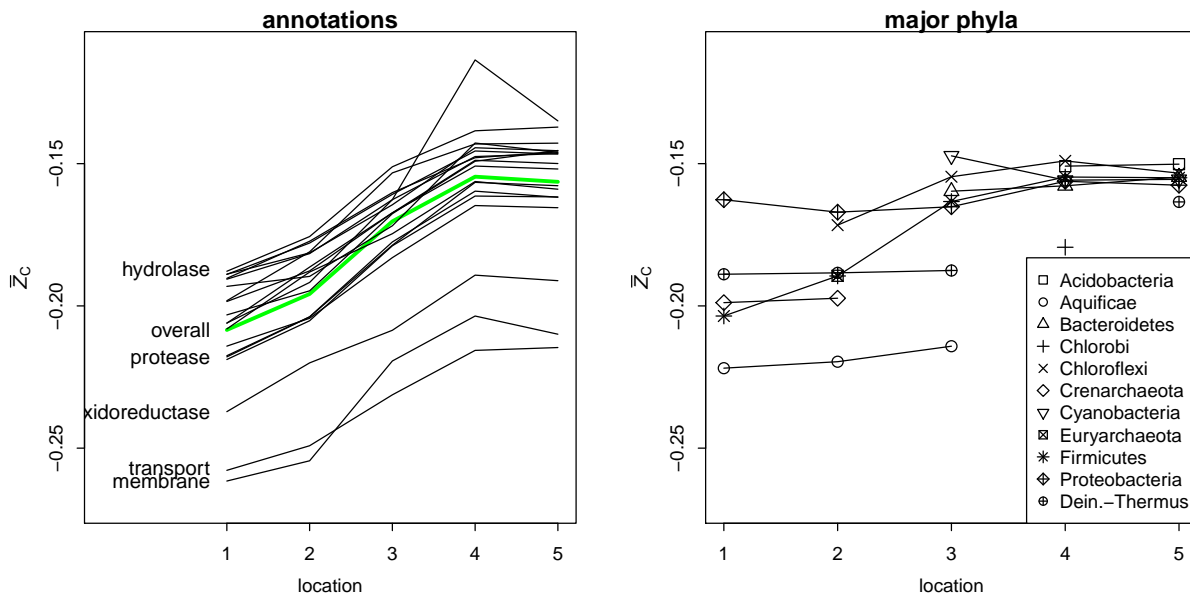 annotations
Z̅C
−0.15
−0.20
−0.25
hydrolase
overall
protease
xidoreductase
transport
membrane
1 2 3 4 5
location
major phyla
Z̅C
−0.15
−0.20
−0.25
Acidobacteria
Aquificae
Bacteroidetes
Chlorobi
Chloroflexi
Crenarchaeota
Cyanobacteria
Euryarchaeota
Firmicutes
Proteobacteria
Dein.−Thermus
1 2 3 4 5
location